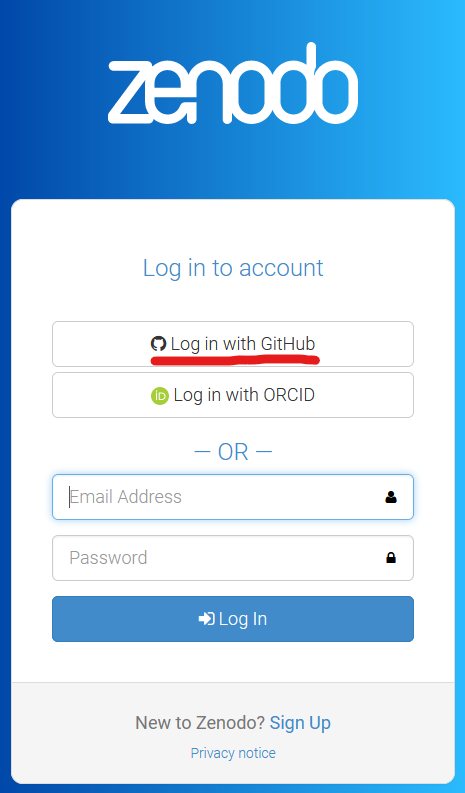 zenodo
Log in to account
Log in with GitHub
iD Log in with ORCID
— OR —
Email Address
Password
Log In
New to Zenodo? Sign Up
Privacy notice